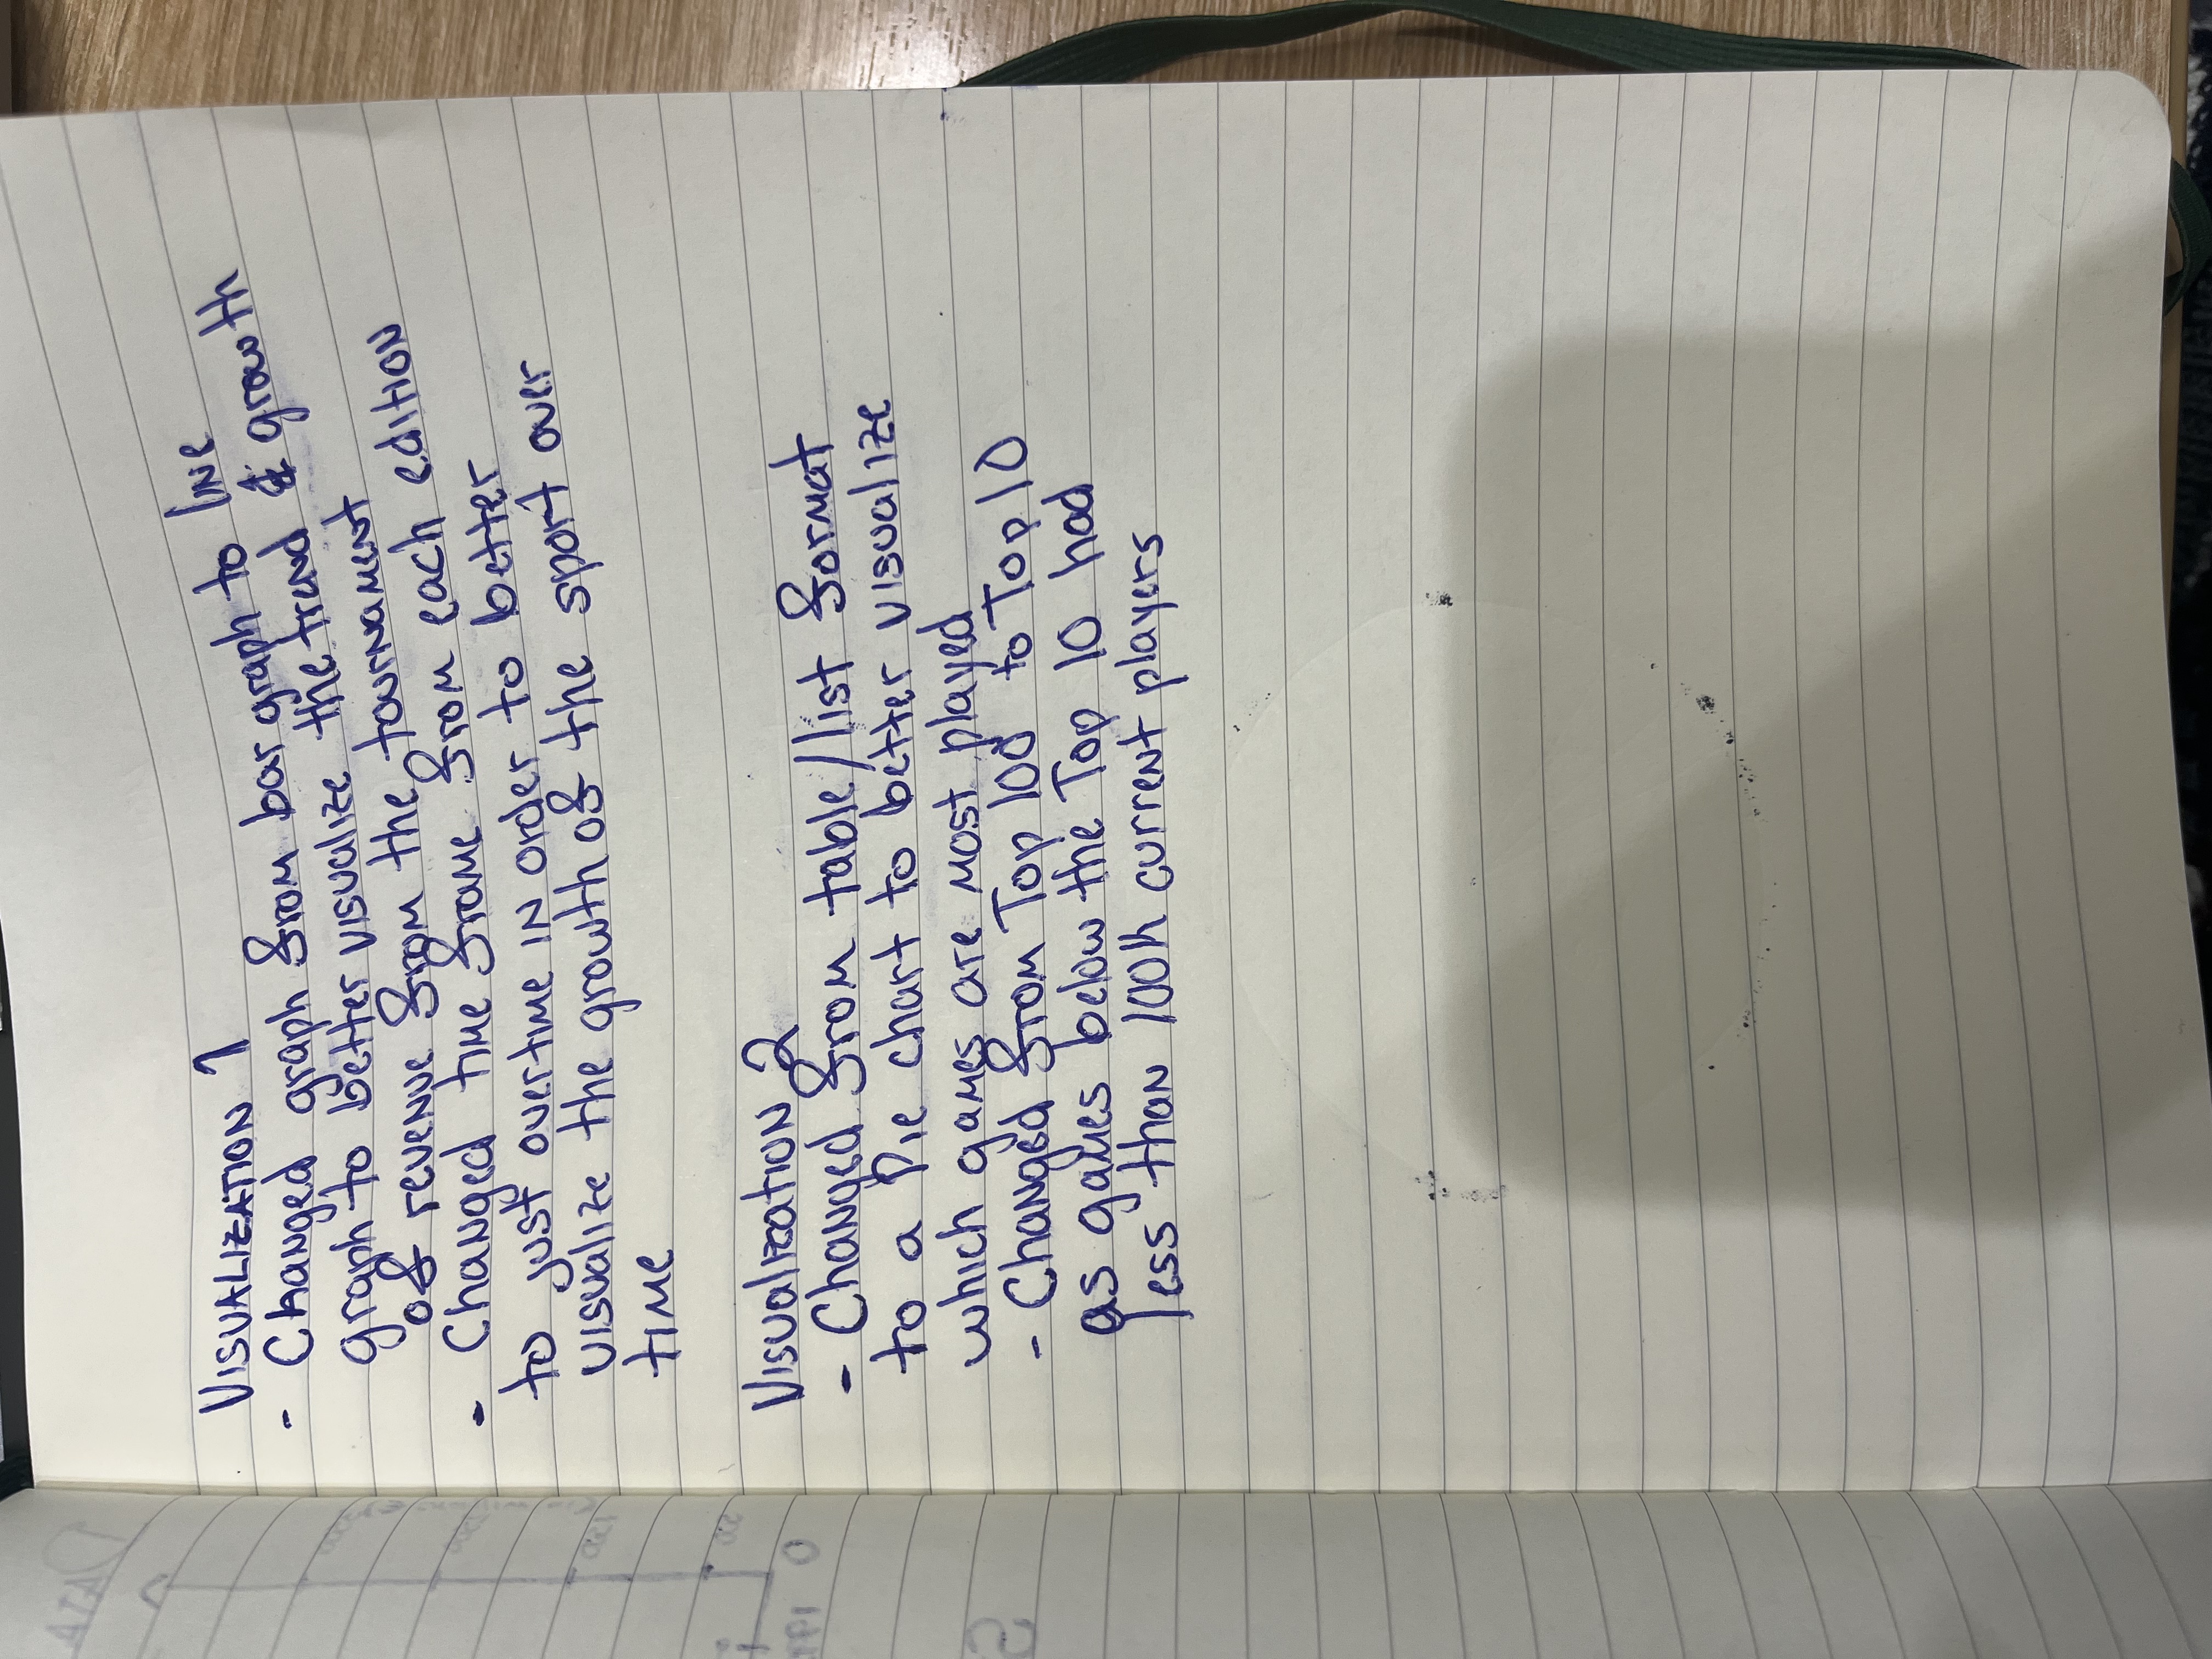 VISUALIZATION 1
- Changed graph from bar graph to line
graph to better visualize the trend & growth
of revenue from the tournament
- Changed time frame from each edition
to just overtime in order to better
visualize the growth of the sport over
time
Visualization 2
- Changed from table/list format
to a Pie chart to better visualize
which games are most played
- Changed from Top 100 to Top 10
as games below the Top 10 had
less than 100k current players